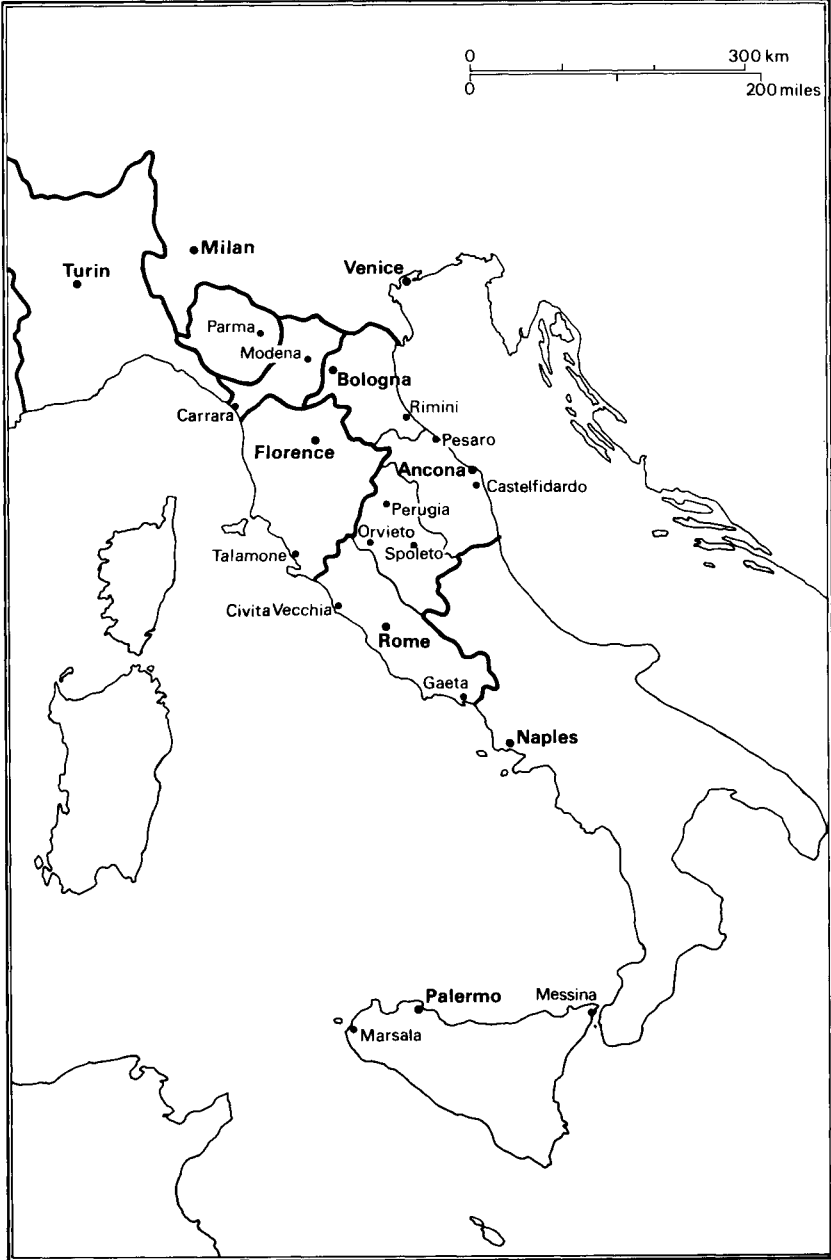 0 300 km
0 200 miles
Milan
Turin
Venice
Parma
Modena
Bologna
Carrara
Rimini
Florence
Pesaro
Ancona
Castelfidardo
Perugia
Orvieto
Spoleto
Talamone
Civita Vecchia
Rome
Gaeta
Naples
Palermo
Messina
Marsala